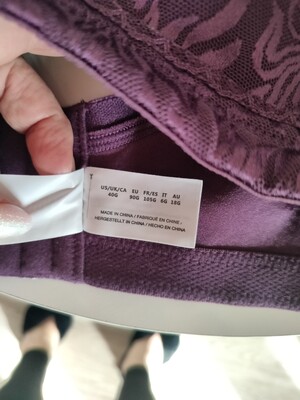 US/UK/CA EU FR/ES IT AU
40G 90G 105G 6G 18G
MADE IN CHINA / FABRIQUÉ EN CHINE /
HERGESTELLT IN CHINA / HECHO EN CHINA